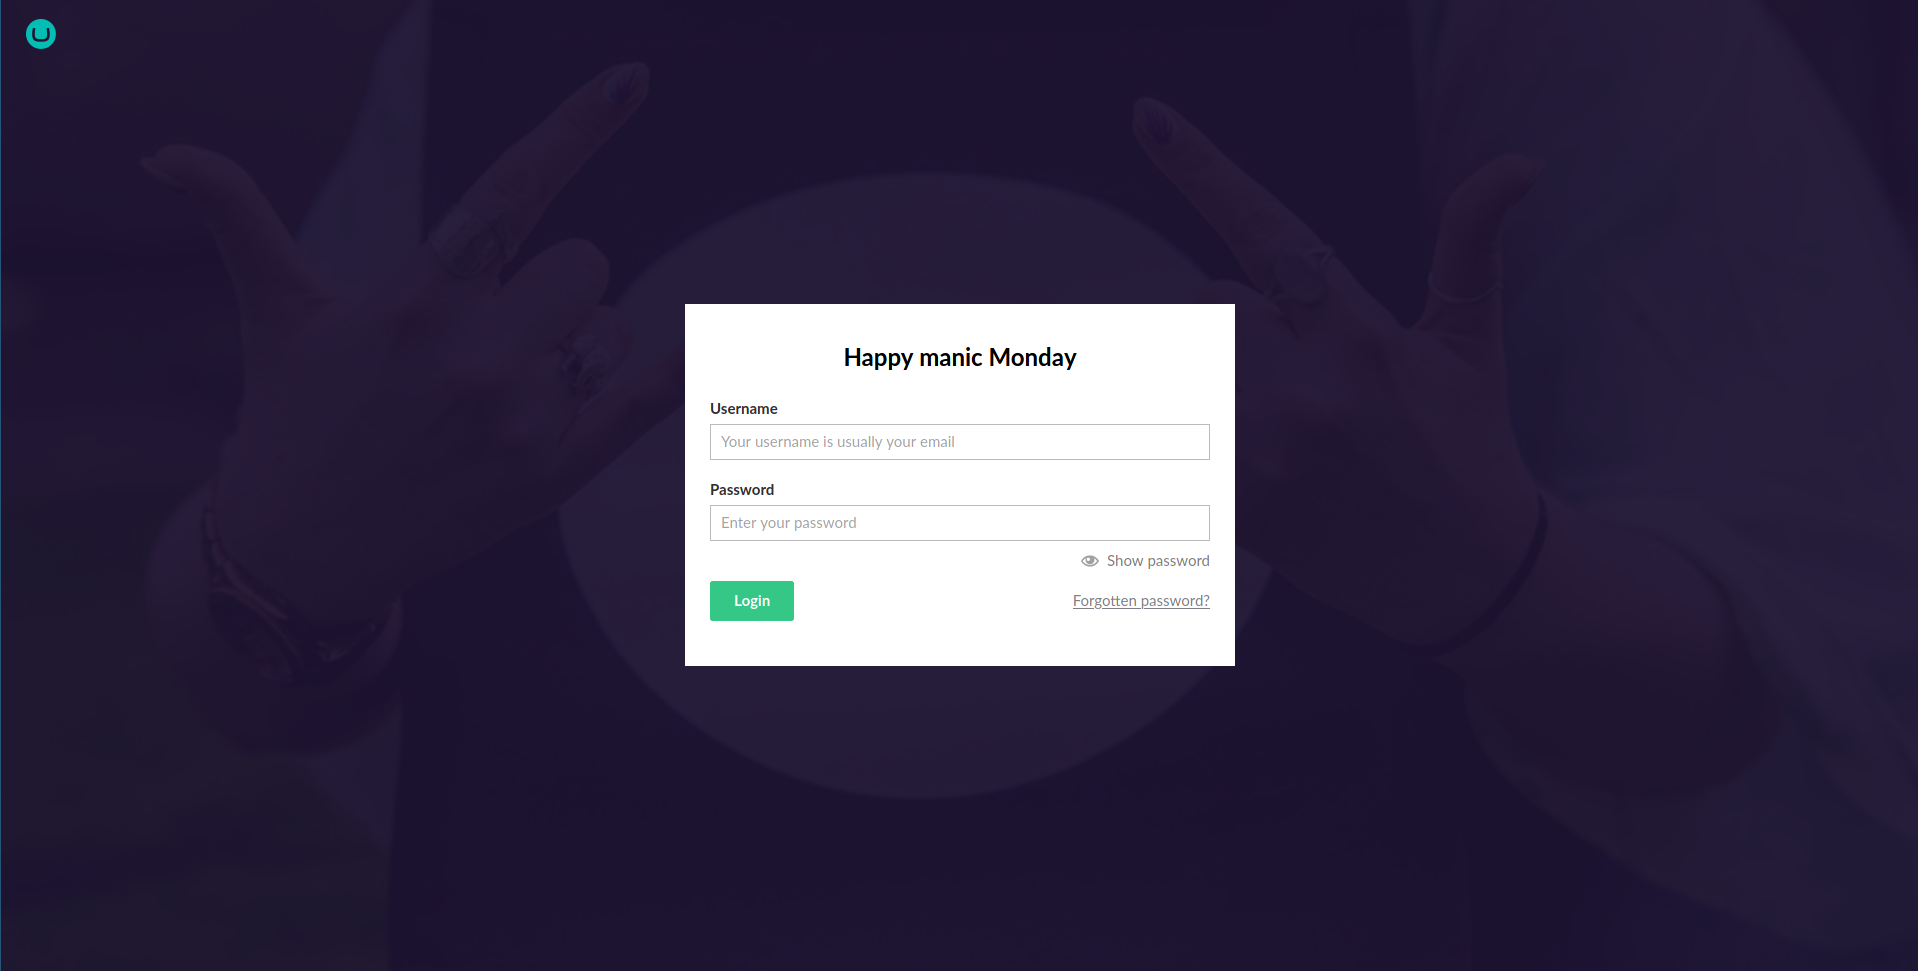 Happy manic Monday
Username
Your username is usually your email
Password
Enter your password
Show password
Login
Forgotten password?